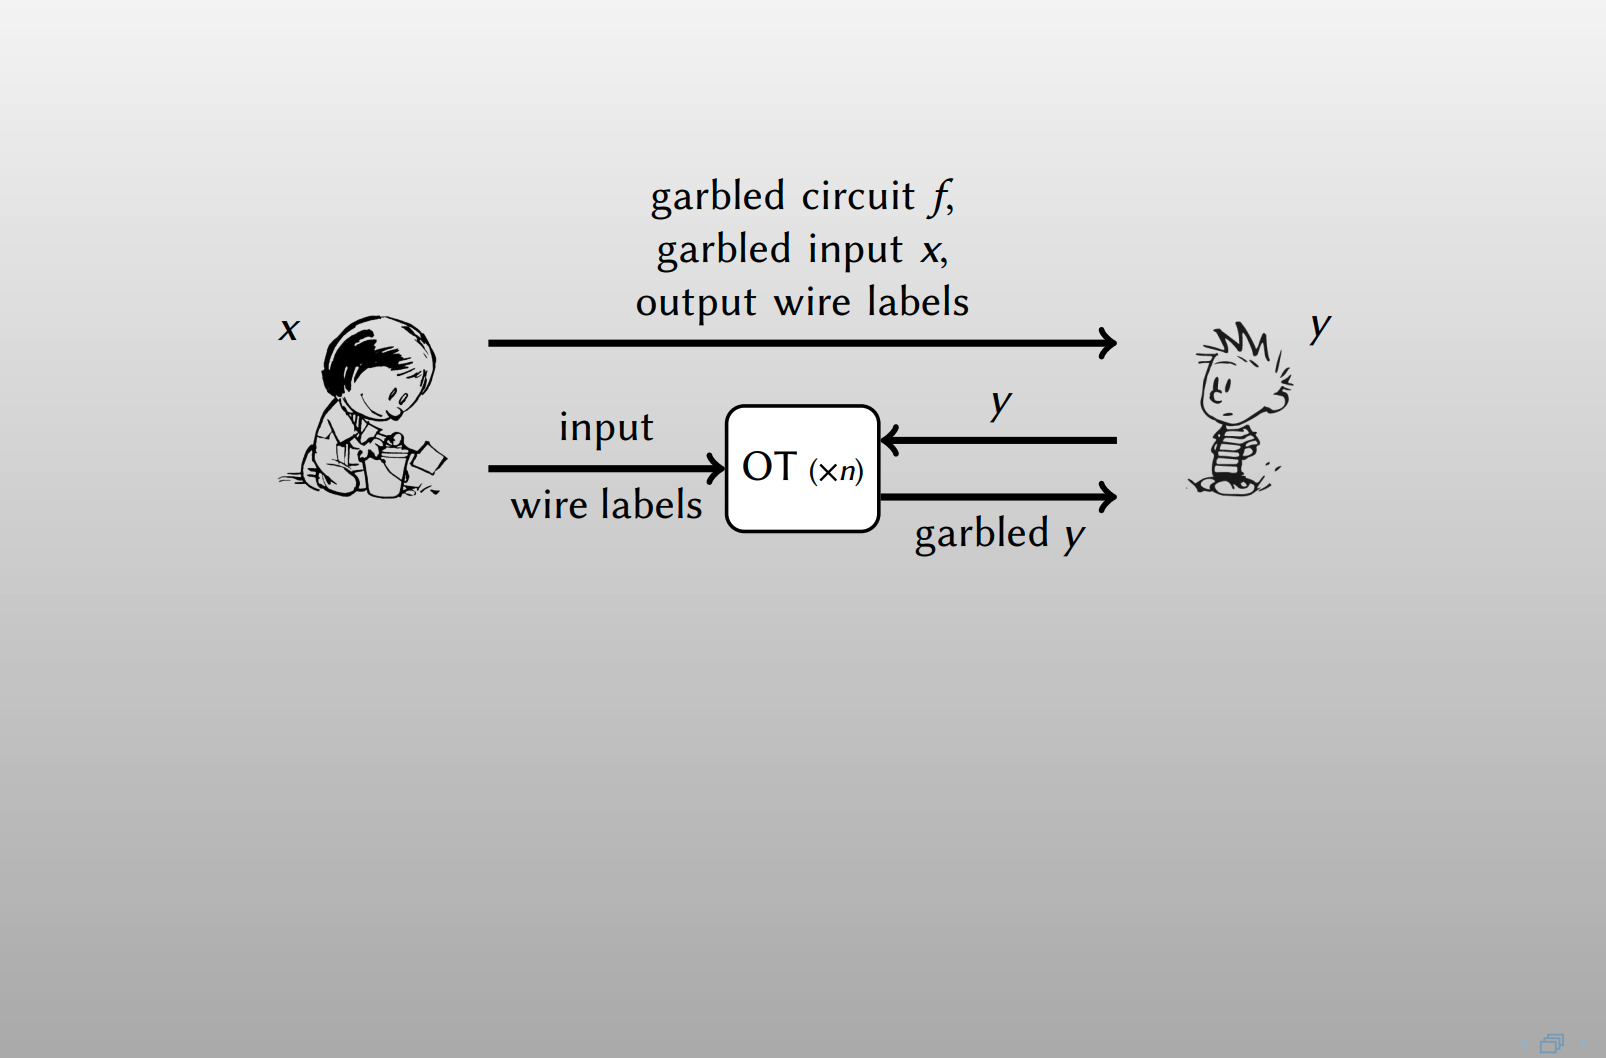 garbled circuit f,
garbled input x,
output wire labels
x
y
input
wire labels
OT (×n)
y
garbled y